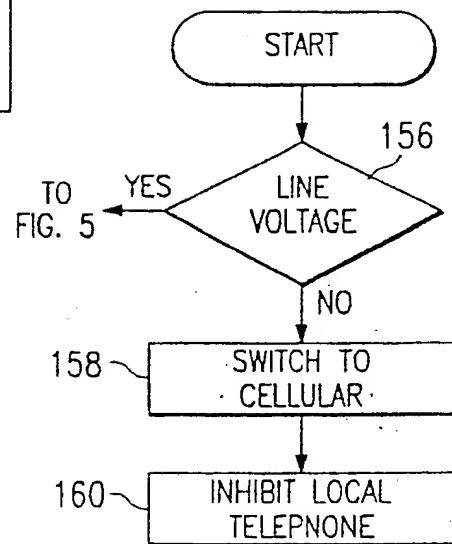 START
156
LINE
VOLTAGE
YES
TO
FIG. 5
NO
158
SWITCH TO
CELLULAR
160
INHIBIT LOCAL
TELEPNONE